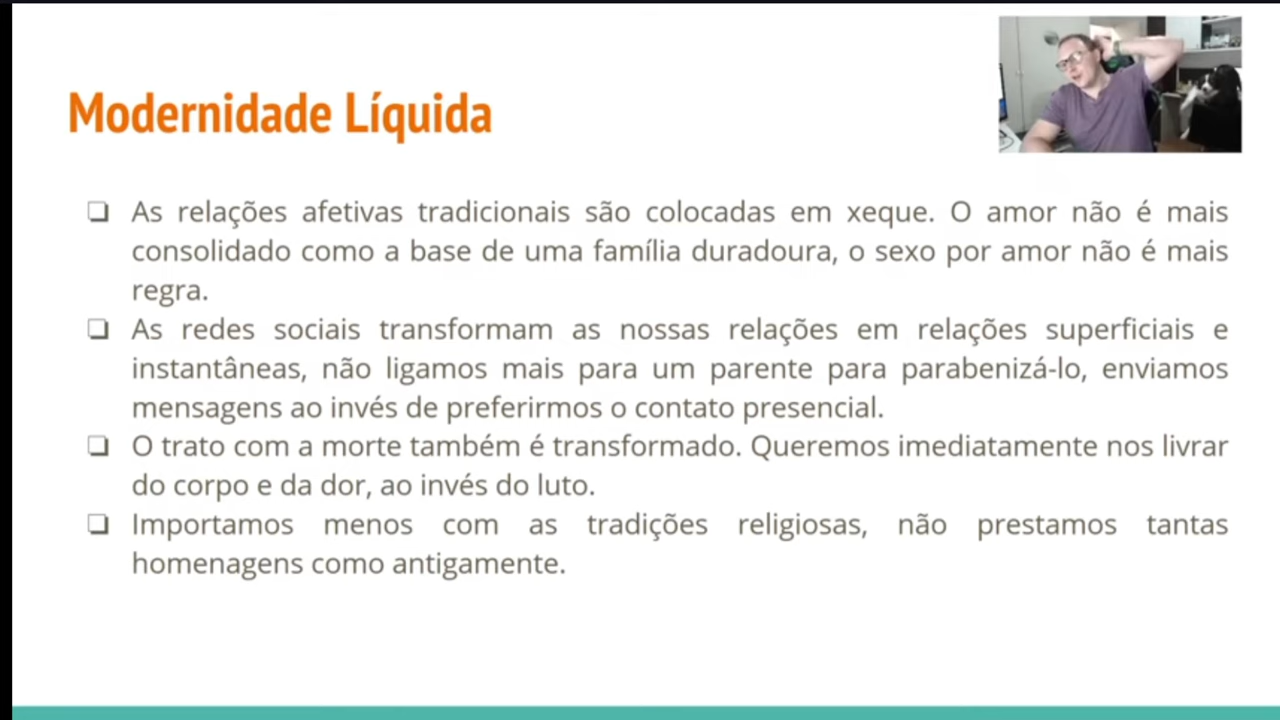 Modernidade Líquida
As relações afetivas tradicionais são colocadas em xeque. O amor não é mais
consolidado como a base de uma família duradoura, o sexo por amor não é mais
regra.
As redes sociais transformam as nossas relações em relações superficiais e
instantâneas, não ligamos mais para um parente para parabenizá-lo, enviamos
mensagens ao invés de preferirmos o contato presencial.
O trato com a morte também é transformado. Queremos imediatamente nos livrar
do corpo e da dor, ao invés do luto.
Importamos menos com as tradições religiosas, não prestamos tantas
homenagens como antigamente.